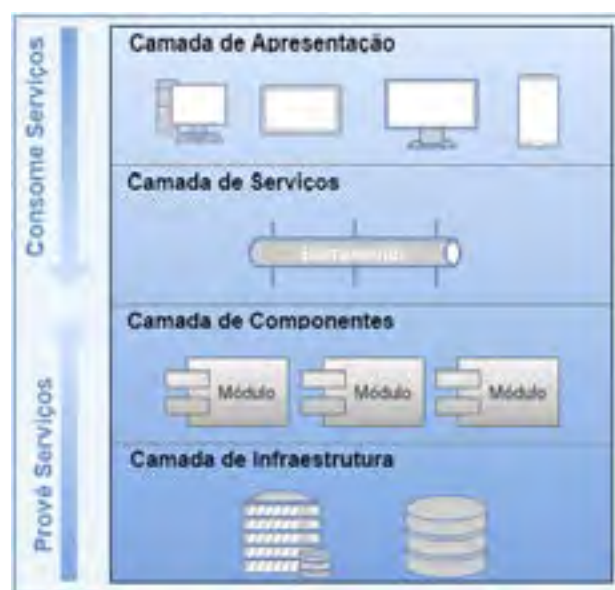 Consome Serviços
Provê Serviços
Camada de Apresentação
Camada de Serviços
Barramento
Camada de Componentes
Módulo
Módulo
Módulo
Camada de Infraestrutura